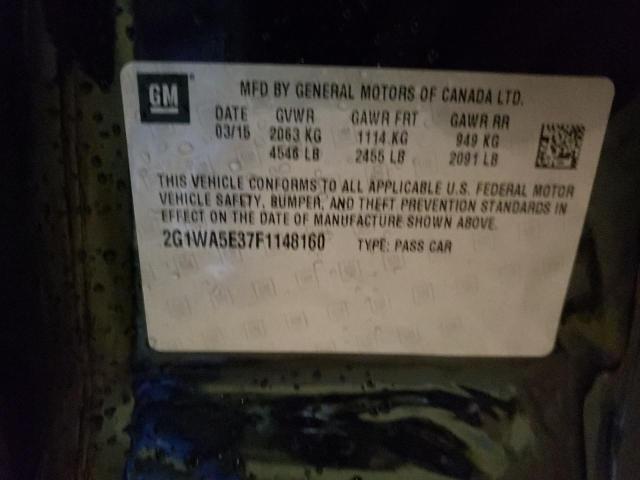 GM ®
MFD BY GENERAL MOTORS OF CANADA LTD.
DATE GVWR GAWR FRT GAWR RR
03/15 2063 KG 1114 KG 949 KG
4546 LB 2455 LB 2091 LB
THIS VEHICLE CONFORMS TO ALL APPLICABLE U.S. FEDERAL MOTOR
VEHICLE SAFETY, BUMPER, AND THEFT PREVENTION STANDARDS IN
EFFECT ON THE DATE OF MANUFACTURE SHOWN ABOVE.
2G1WA5E37F1148160 TYPE: PASS CAR